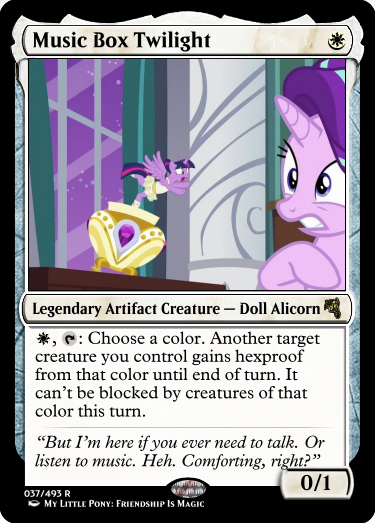 Music Box Twilight
Legendary Artifact Creature — Doll Alicorn
, : Choose a color. Another target
creature you control gains hexproof
from that color until end of turn. It
can't be blocked by creatures of that
color this turn.
“But I'm here if you ever need to talk. Or
listen to music. Heh. Comforting, right?”
0/1
037/493 R
My Little Pony: Friendship Is Magic